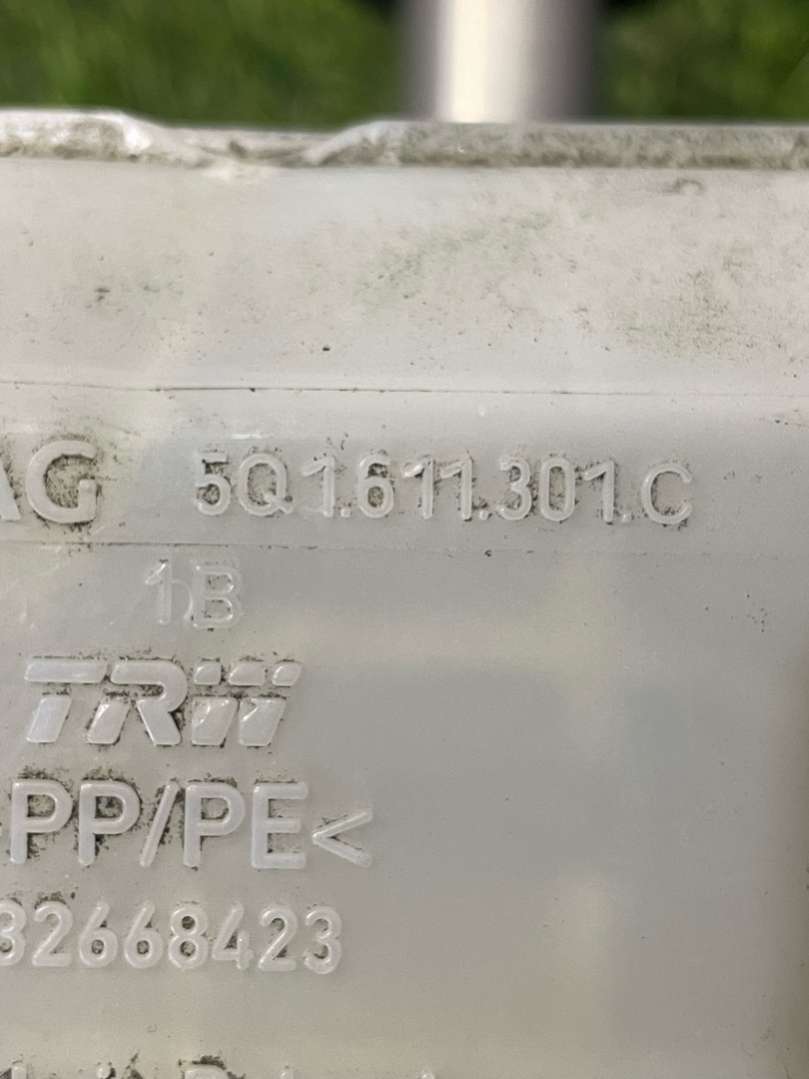 AG 5Q1.611.301.C
1B
TRW
PP/PE<
32668423